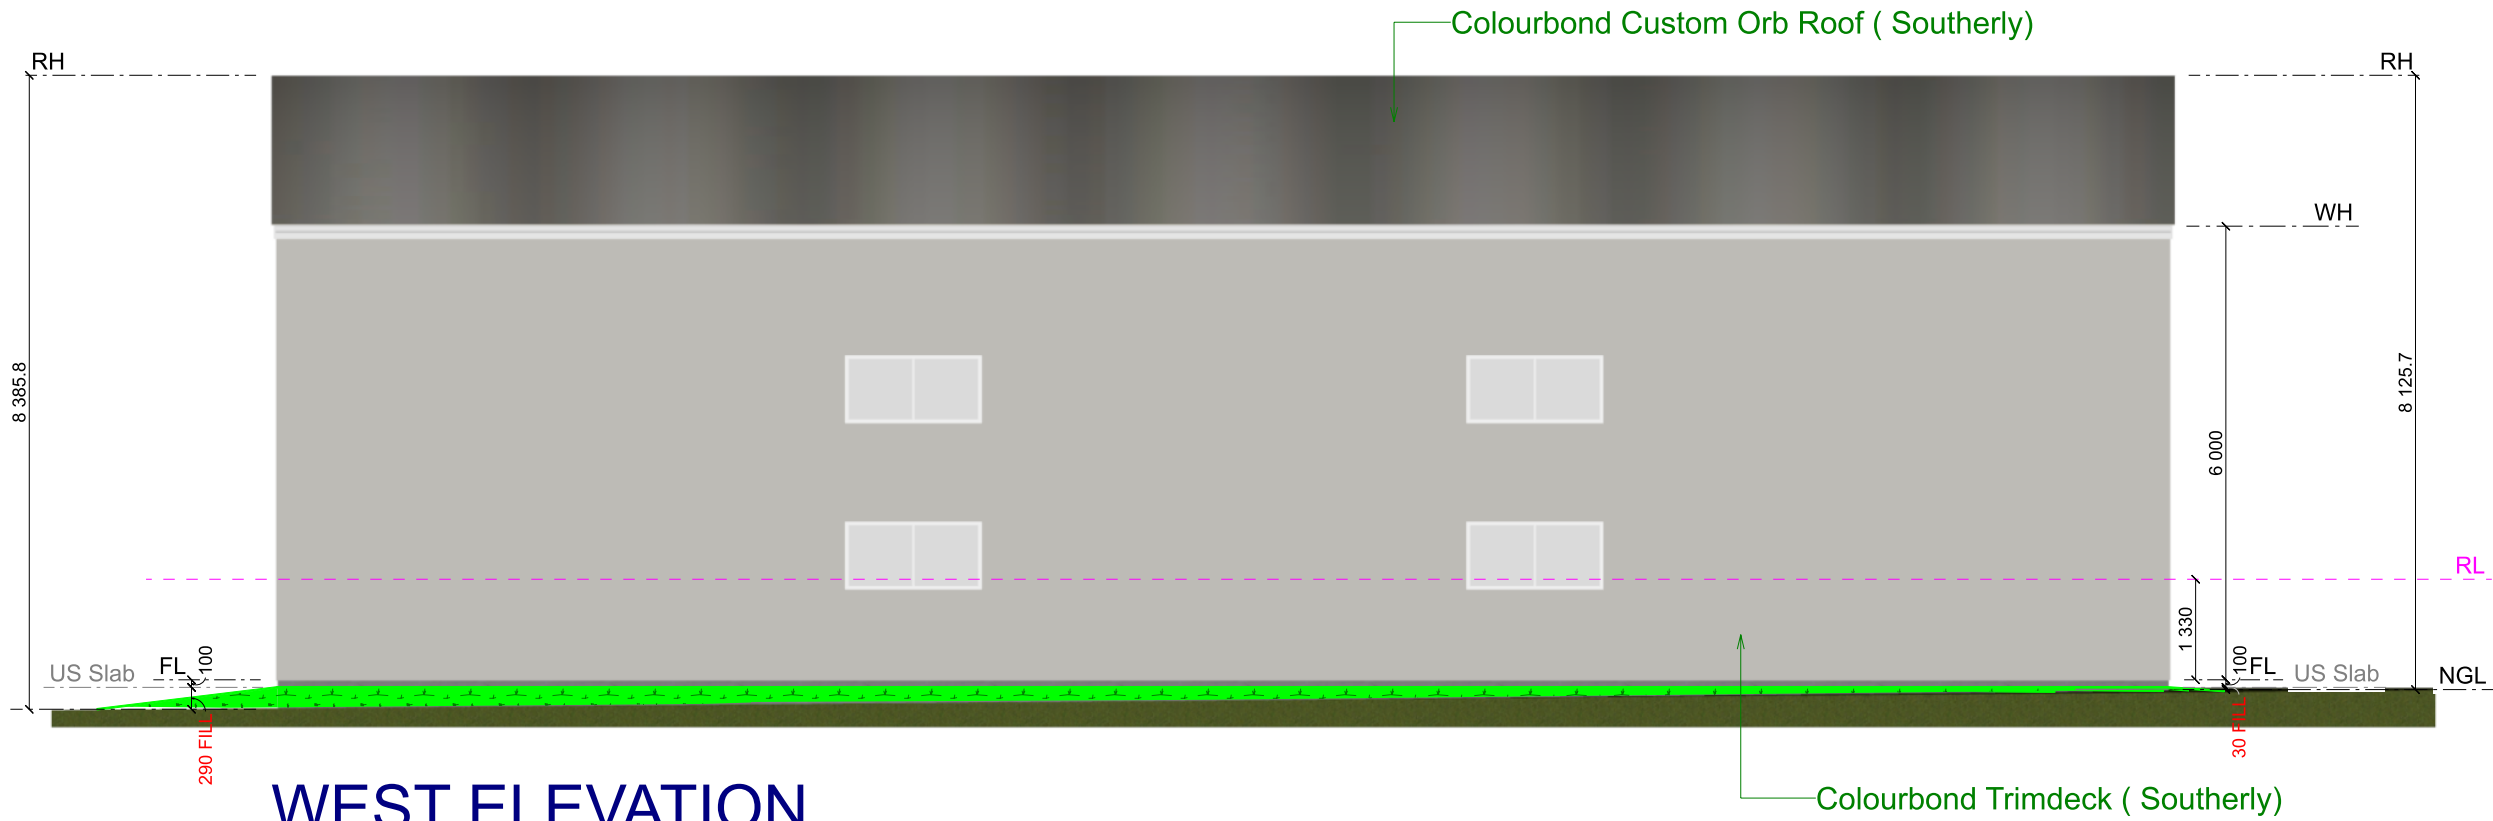 Colourbond Custom Orb Roof ( Southerly)
RH
RH
WH
8 385.8
8 125.7
6 000
RL
1 330
US Slab
FL
100
100
FL
US Slab
NGL
290 FILL
30 FILL
WEST ELEVATION
Colourbond Trimdeck ( Southerly)